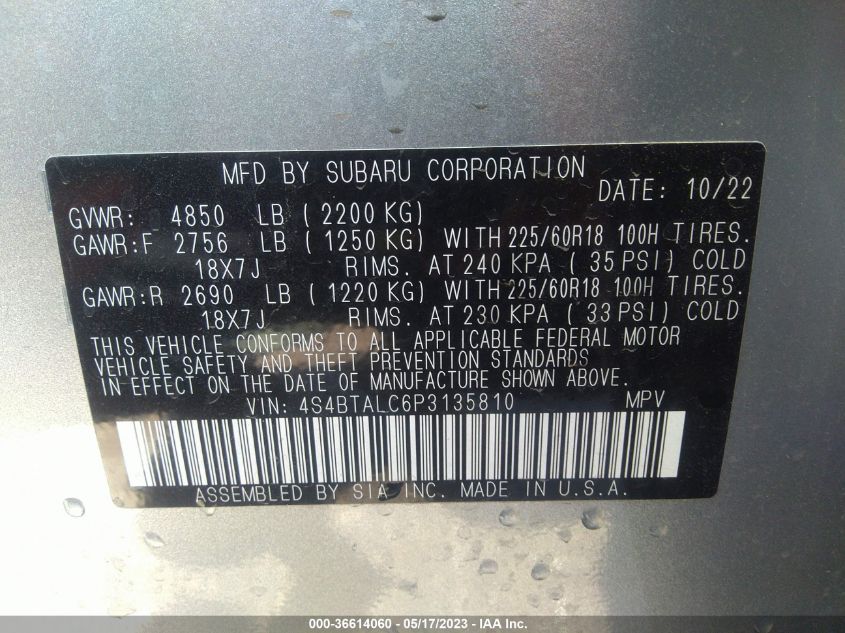 MFD BY SUBARU CORPORATION
DATE: 10/22
GVWR: 4850 LB (2200 KG)
GAWR:F 2756 LB (1250 KG) WITH 225/60R18 100H TIRES.
18X7J RIMS. AT 240 KPA (35 PSI) COLD
GAWR:R 2690 LB (1220 KG) WITH 225/60R18 100H TIRES.
18X7J RIMS. AT 230 KPA (33 PSI) COLD
THIS VEHICLE CONFORMS TO ALL APPLICABLE FEDERAL MOTOR
VEHICLE SAFETY AND THEFT PREVENTION STANDARDS
IN EFFECT ON THE DATE OF MANUFACTURE SHOWN ABOVE.
VIN: 4S4BTALC6P3135810 MPV
ASSEMBLED BY SIA INC. MADE IN U.S.A.
000-36614060 - 05/17/2023 - IAA Inc.